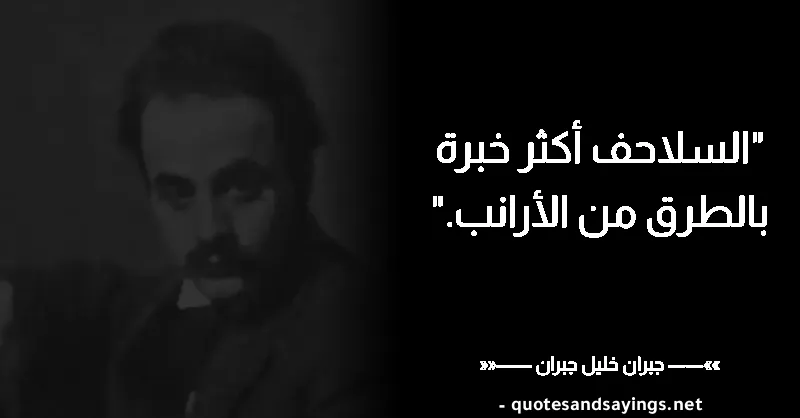 "السلاحف أكثر خبرة
بالطرق من الأرانب."
»»—— جبران خليل جبران ——««
- quotesandsayings.net